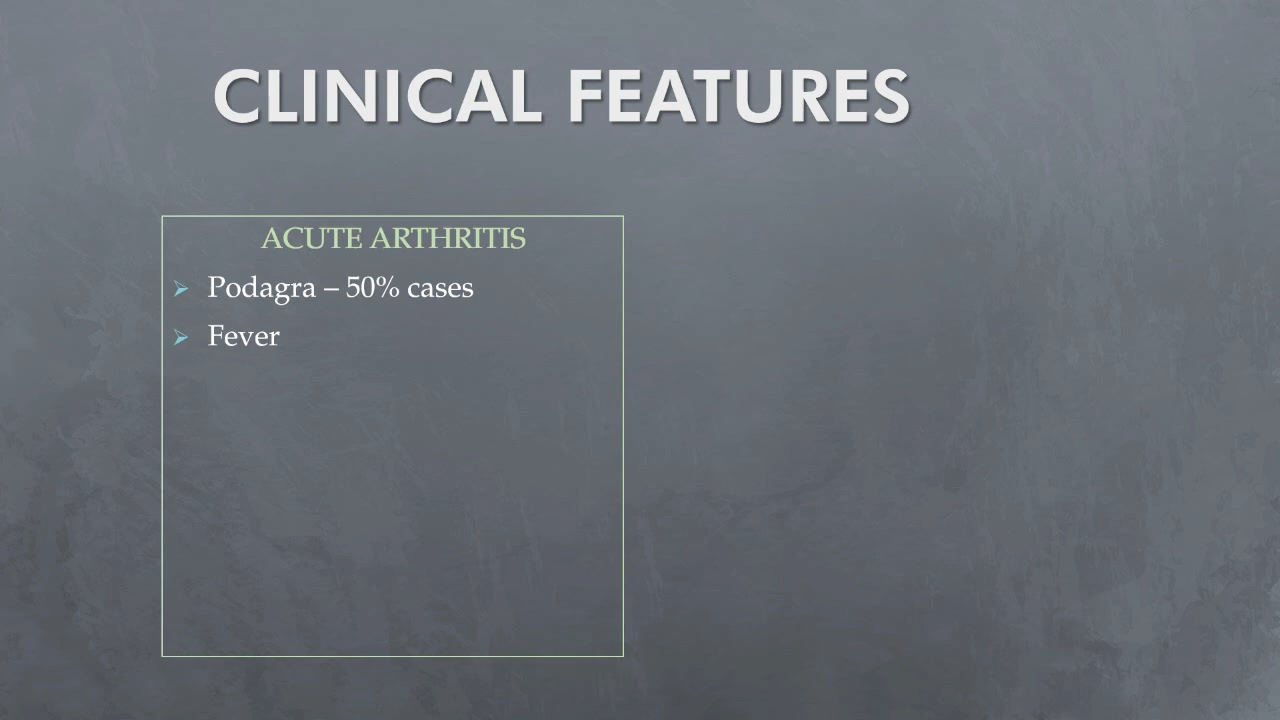 CLINICAL FEATURES
ACUTE ARTHRITIS
Podagra – 50% cases
Fever